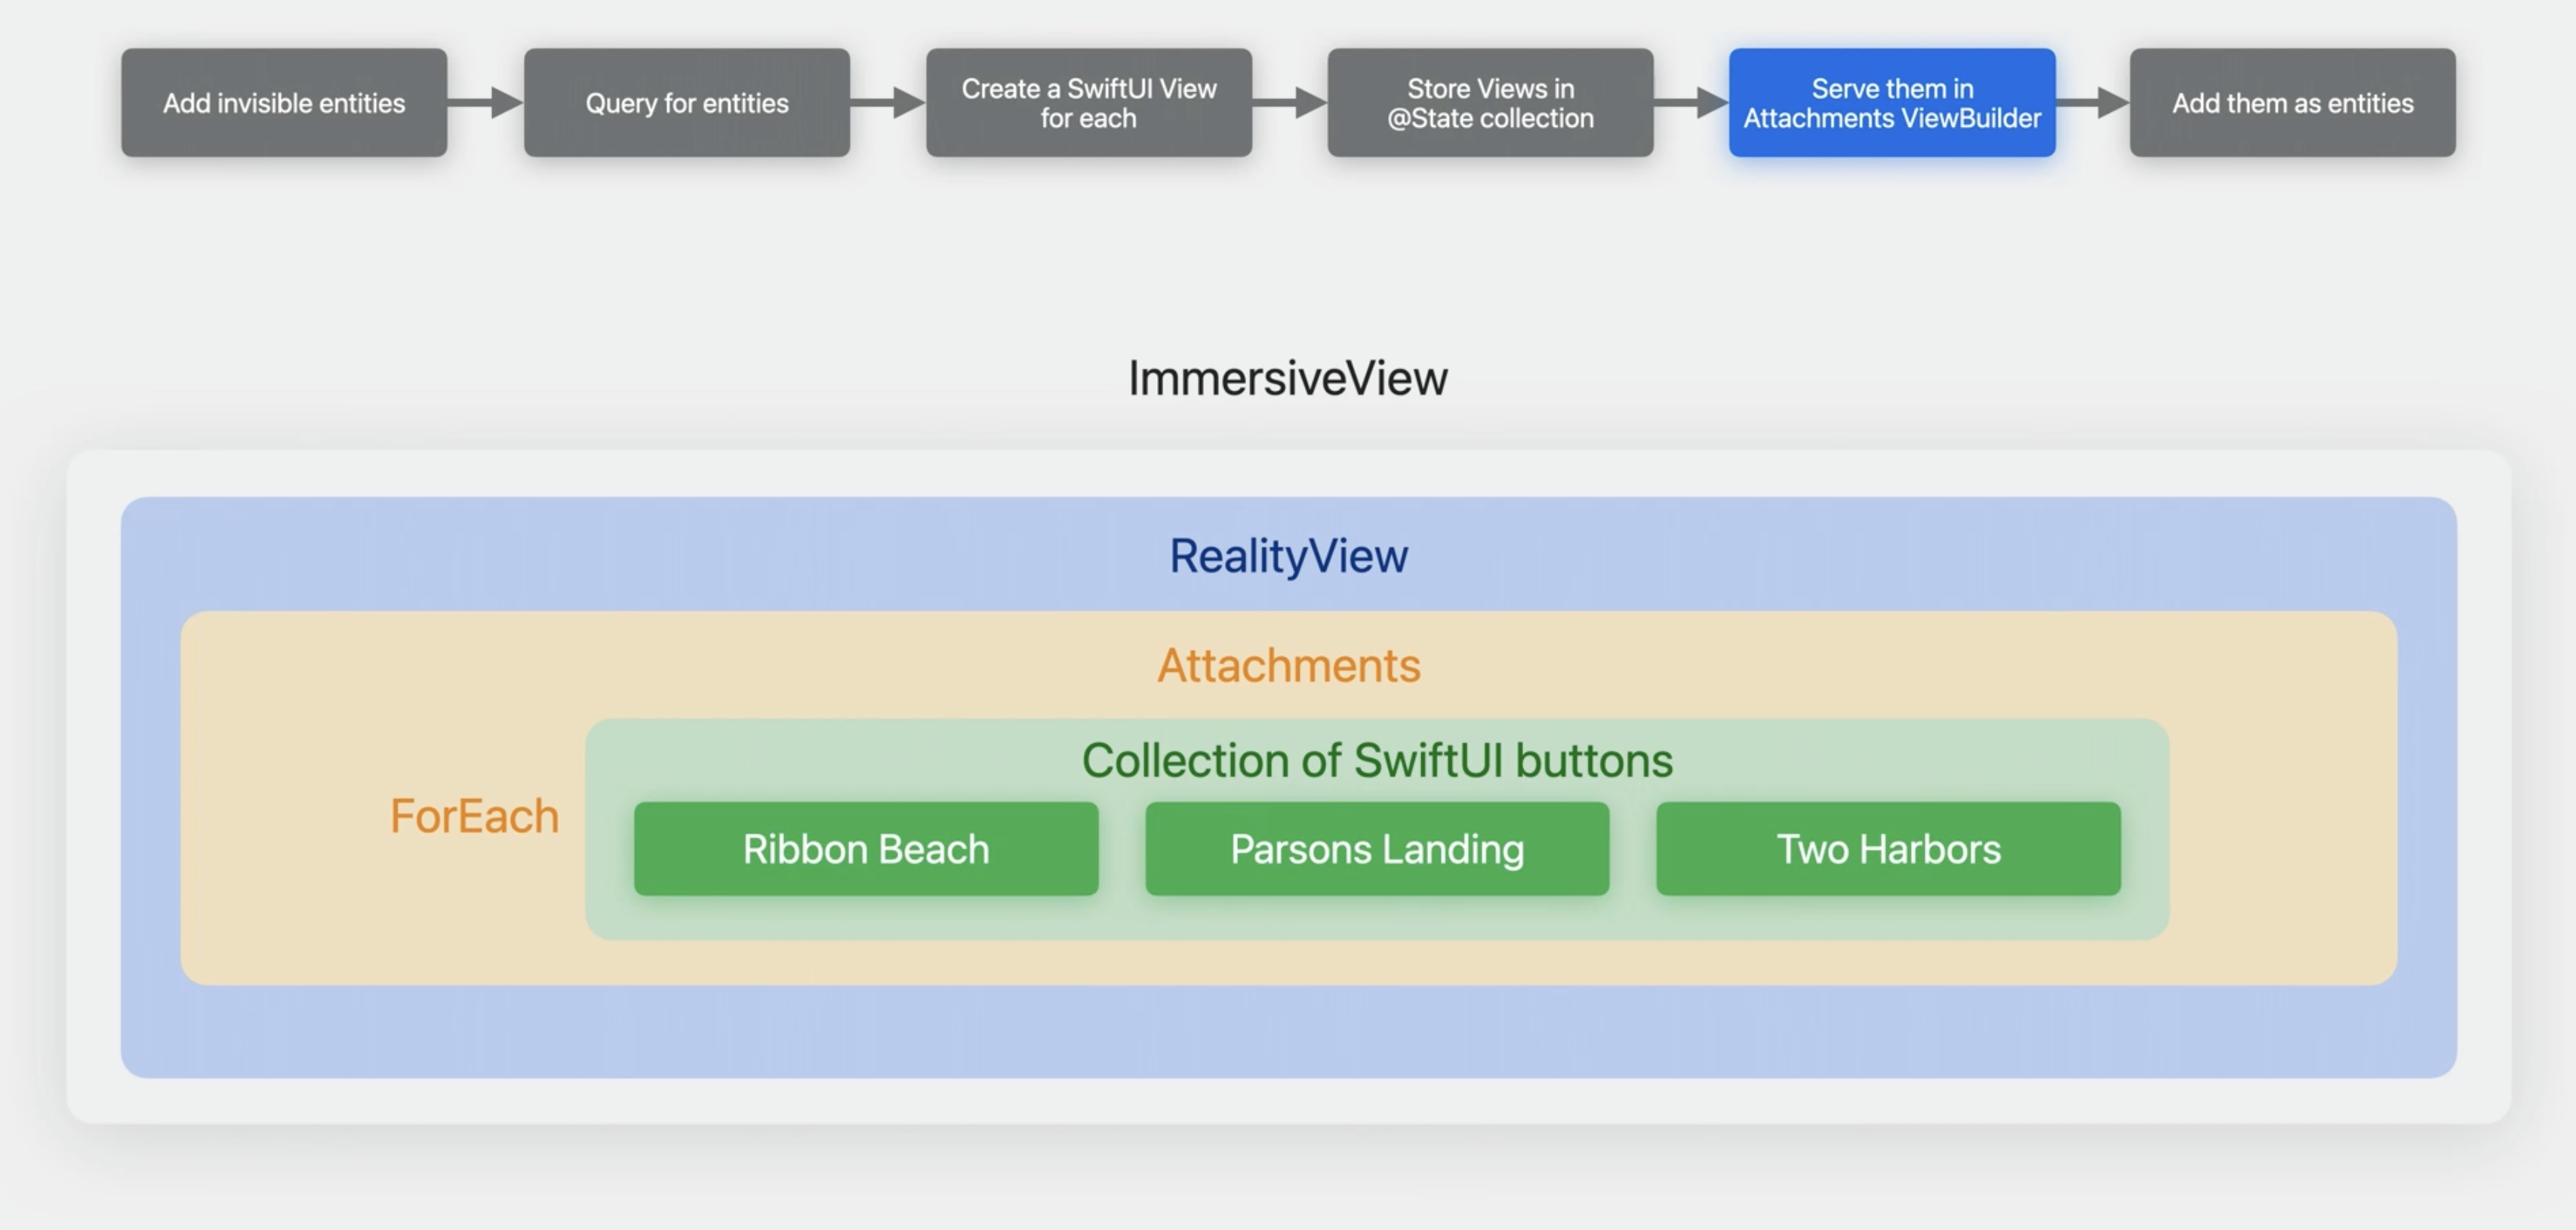 Add invisible entities
Query for entities
Create a SwiftUI View
for each
Store Views in
@State collection
Serve them in
Attachments ViewBuilder
Add them as entities
ImmersiveView
RealityView
Attachments
Collection of SwiftUI buttons
ForEach
Ribbon Beach
Parsons Landing
Two Harbors